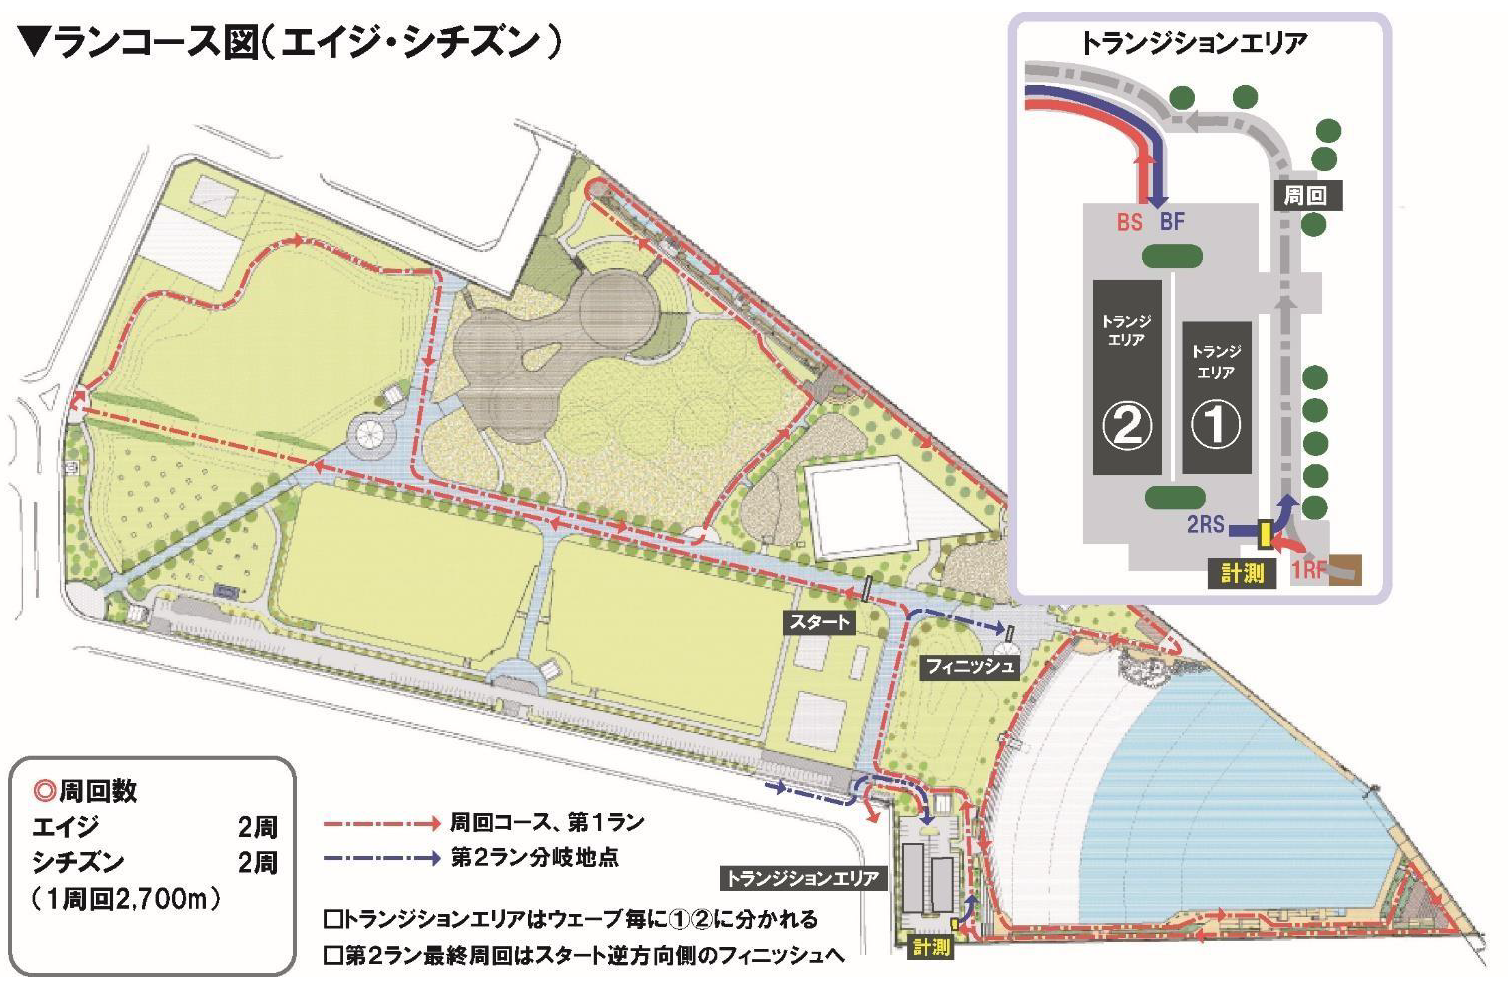 ▼ランコース図（エイジ・シチズン）
トランジションエリア
周回
BS BF
トランジ
エリア
②
トランジ
エリア
①
2RS
計測
1RF
スタート
フィニッシュ
◎周回数
エイジ 2周
シチズン 2周
（1周回2,700m）
周回コース、第1ラン
第2ラン分岐地点
□トランジションエリアはウェーブ毎に①②に分かれる
□第2ラン最終周回はスタート逆方向側のフィニッシュへ
トランジションエリア
計測